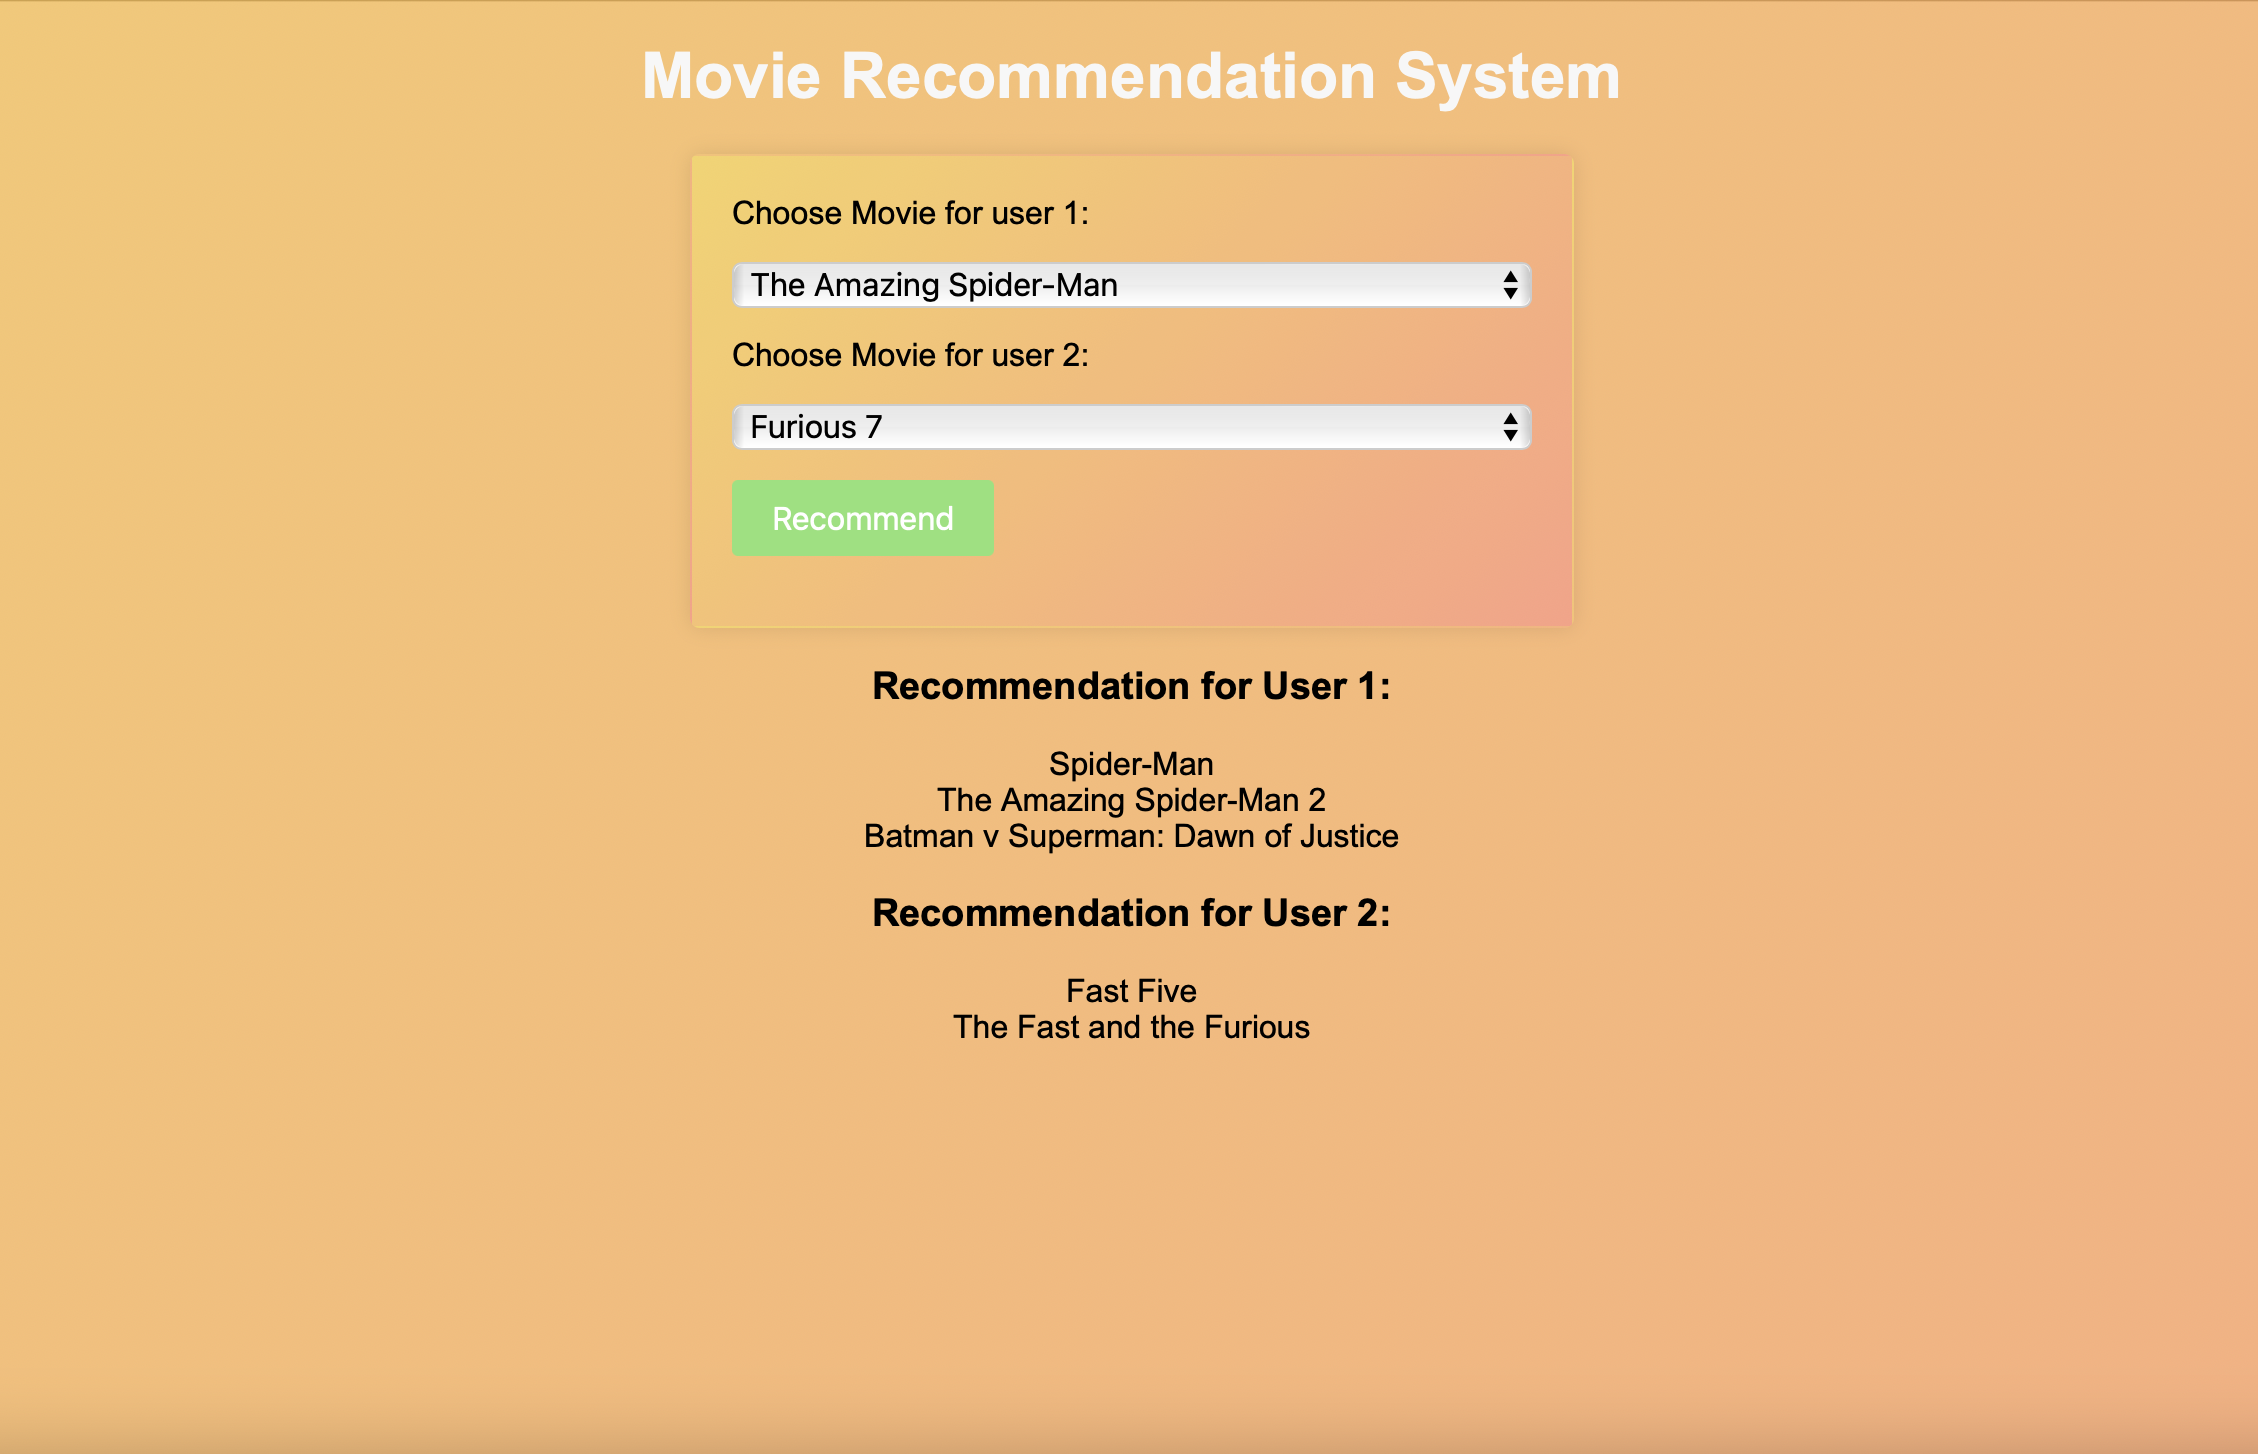 Movie Recommendation System
Choose Movie for user 1:
The Amazing Spider-Man
Choose Movie for user 2:
Furious 7
Recommend
Recommendation for User 1:
Spider-Man
The Amazing Spider-Man 2
Batman v Superman: Dawn of Justice
Recommendation for User 2:
Fast Five
The Fast and the Furious